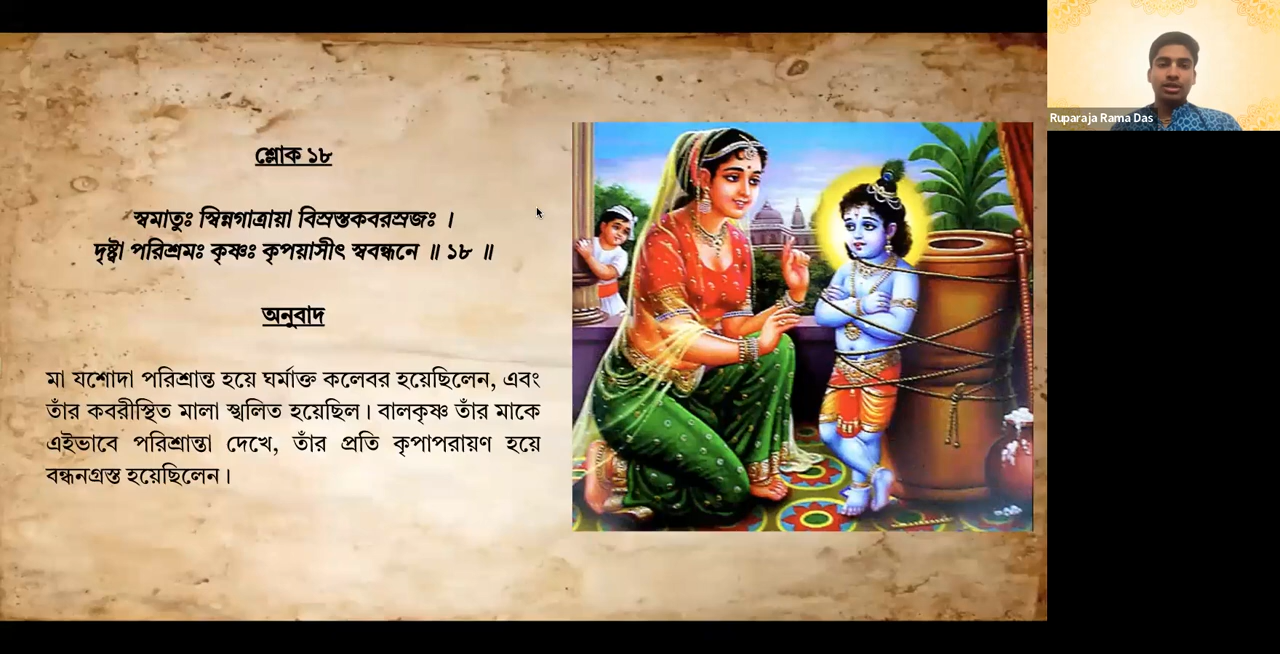 শ্লোক ১৮
স্বমাতুঃ স্বিন্নগাত্রায়া বিস্রস্তকবরস্রজঃ ।
দৃষ্ট্বা পরিশ্রমঃ কৃষ্ণঃ কৃপয়াসীৎ স্ববন্ধনে ॥ ১৮ ॥
অনুবাদ
মা যশোদা পরিশ্রান্ত হয়ে ঘর্মাক্ত কলেবর হয়েছিলেন, এবং
তাঁর কবরীস্থিত মালা স্খলিত হয়েছিল। বালকৃষ্ণ তাঁর মাকে
এইভাবে পরিশ্রান্তা দেখে, তাঁর প্রতি কৃপাপরায়ণ হয়ে
বন্ধনগ্রস্ত হয়েছিলেন।
Ruparaja Rama Das